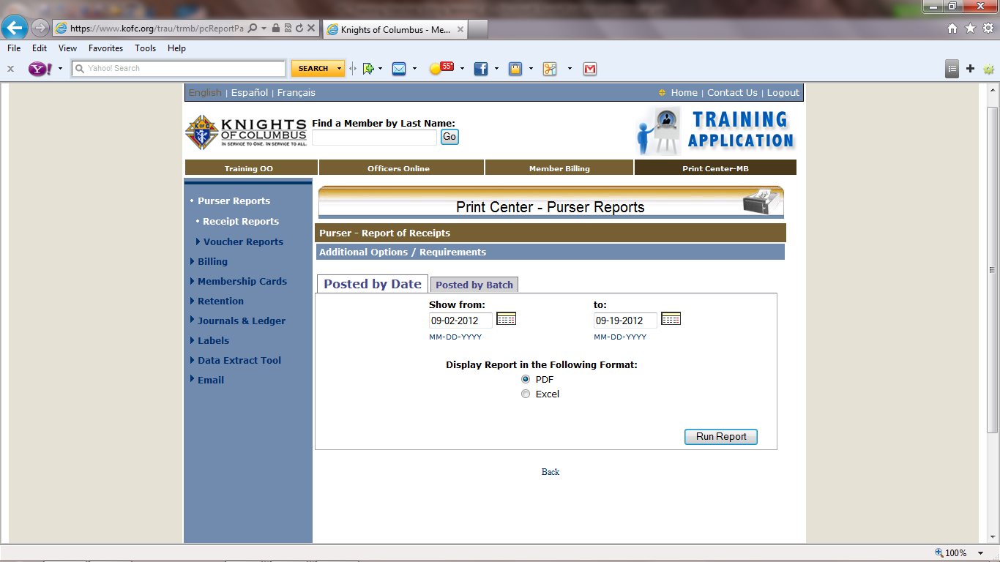 https://www.kofc.org/trau/trmb/pcReportPa
Knights of Columbus - Me...
File Edit View Favorites Tools Help
Yahoo! Search SEARCH 55°
English | Español | Français Home | Contact Us | Logout
KNIGHTS OF COLUMBUS
IN SERVICE TO ONE. IN SERVICE TO ALL.
Find a Member by Last Name:
Go
TRAINING
APPLICATION
Training OO Officers Online Member Billing Print Center-MB
Purser Reports
Receipt Reports
Voucher Reports
Billing
Membership Cards
Retention
Journals & Ledger
Labels
Data Extract Tool
Email
Print Center - Purser Reports
Purser - Report of Receipts
Additional Options / Requirements
Posted by Date Posted by Batch
Show from: to:
09-02-2012 09-19-2012
MM-DD-YYYY MM-DD-YYYY
Display Report in the Following Format:
PDF
Excel
Run Report
Back
100%